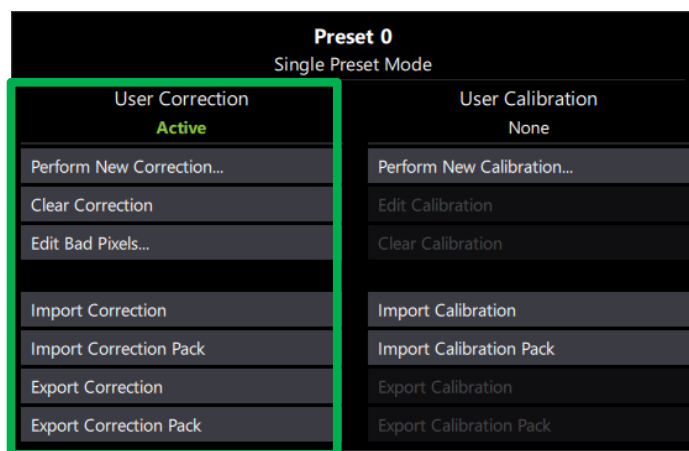 Preset 0
Single Preset Mode
User Correction
Active
Perform New Correction...
Clear Correction
Edit Bad Pixels...
Import Correction
Import Correction Pack
Export Correction
Export Correction Pack
User Calibration
None
Perform New Calibration...
Edit Calibration
Clear Calibration
Import Calibration
Import Calibration Pack
Export Calibration
Export Calibration Pack